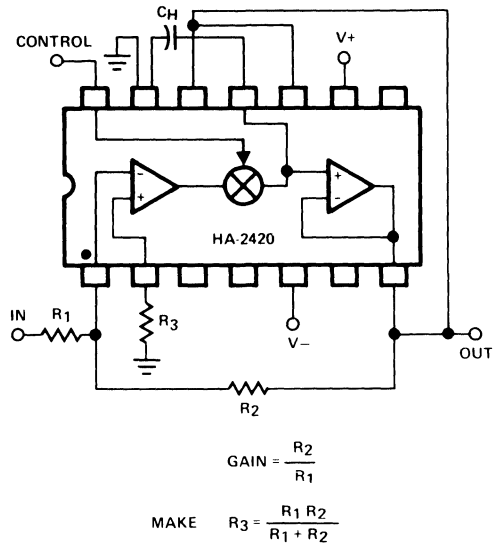 CH
CONTROL
V+
-
+
+
-
HA-2420
IN
R1
R3
V−
OUT
R2
GAIN = R2 / R1
MAKE R3 = R1 R2 / R1 + R2